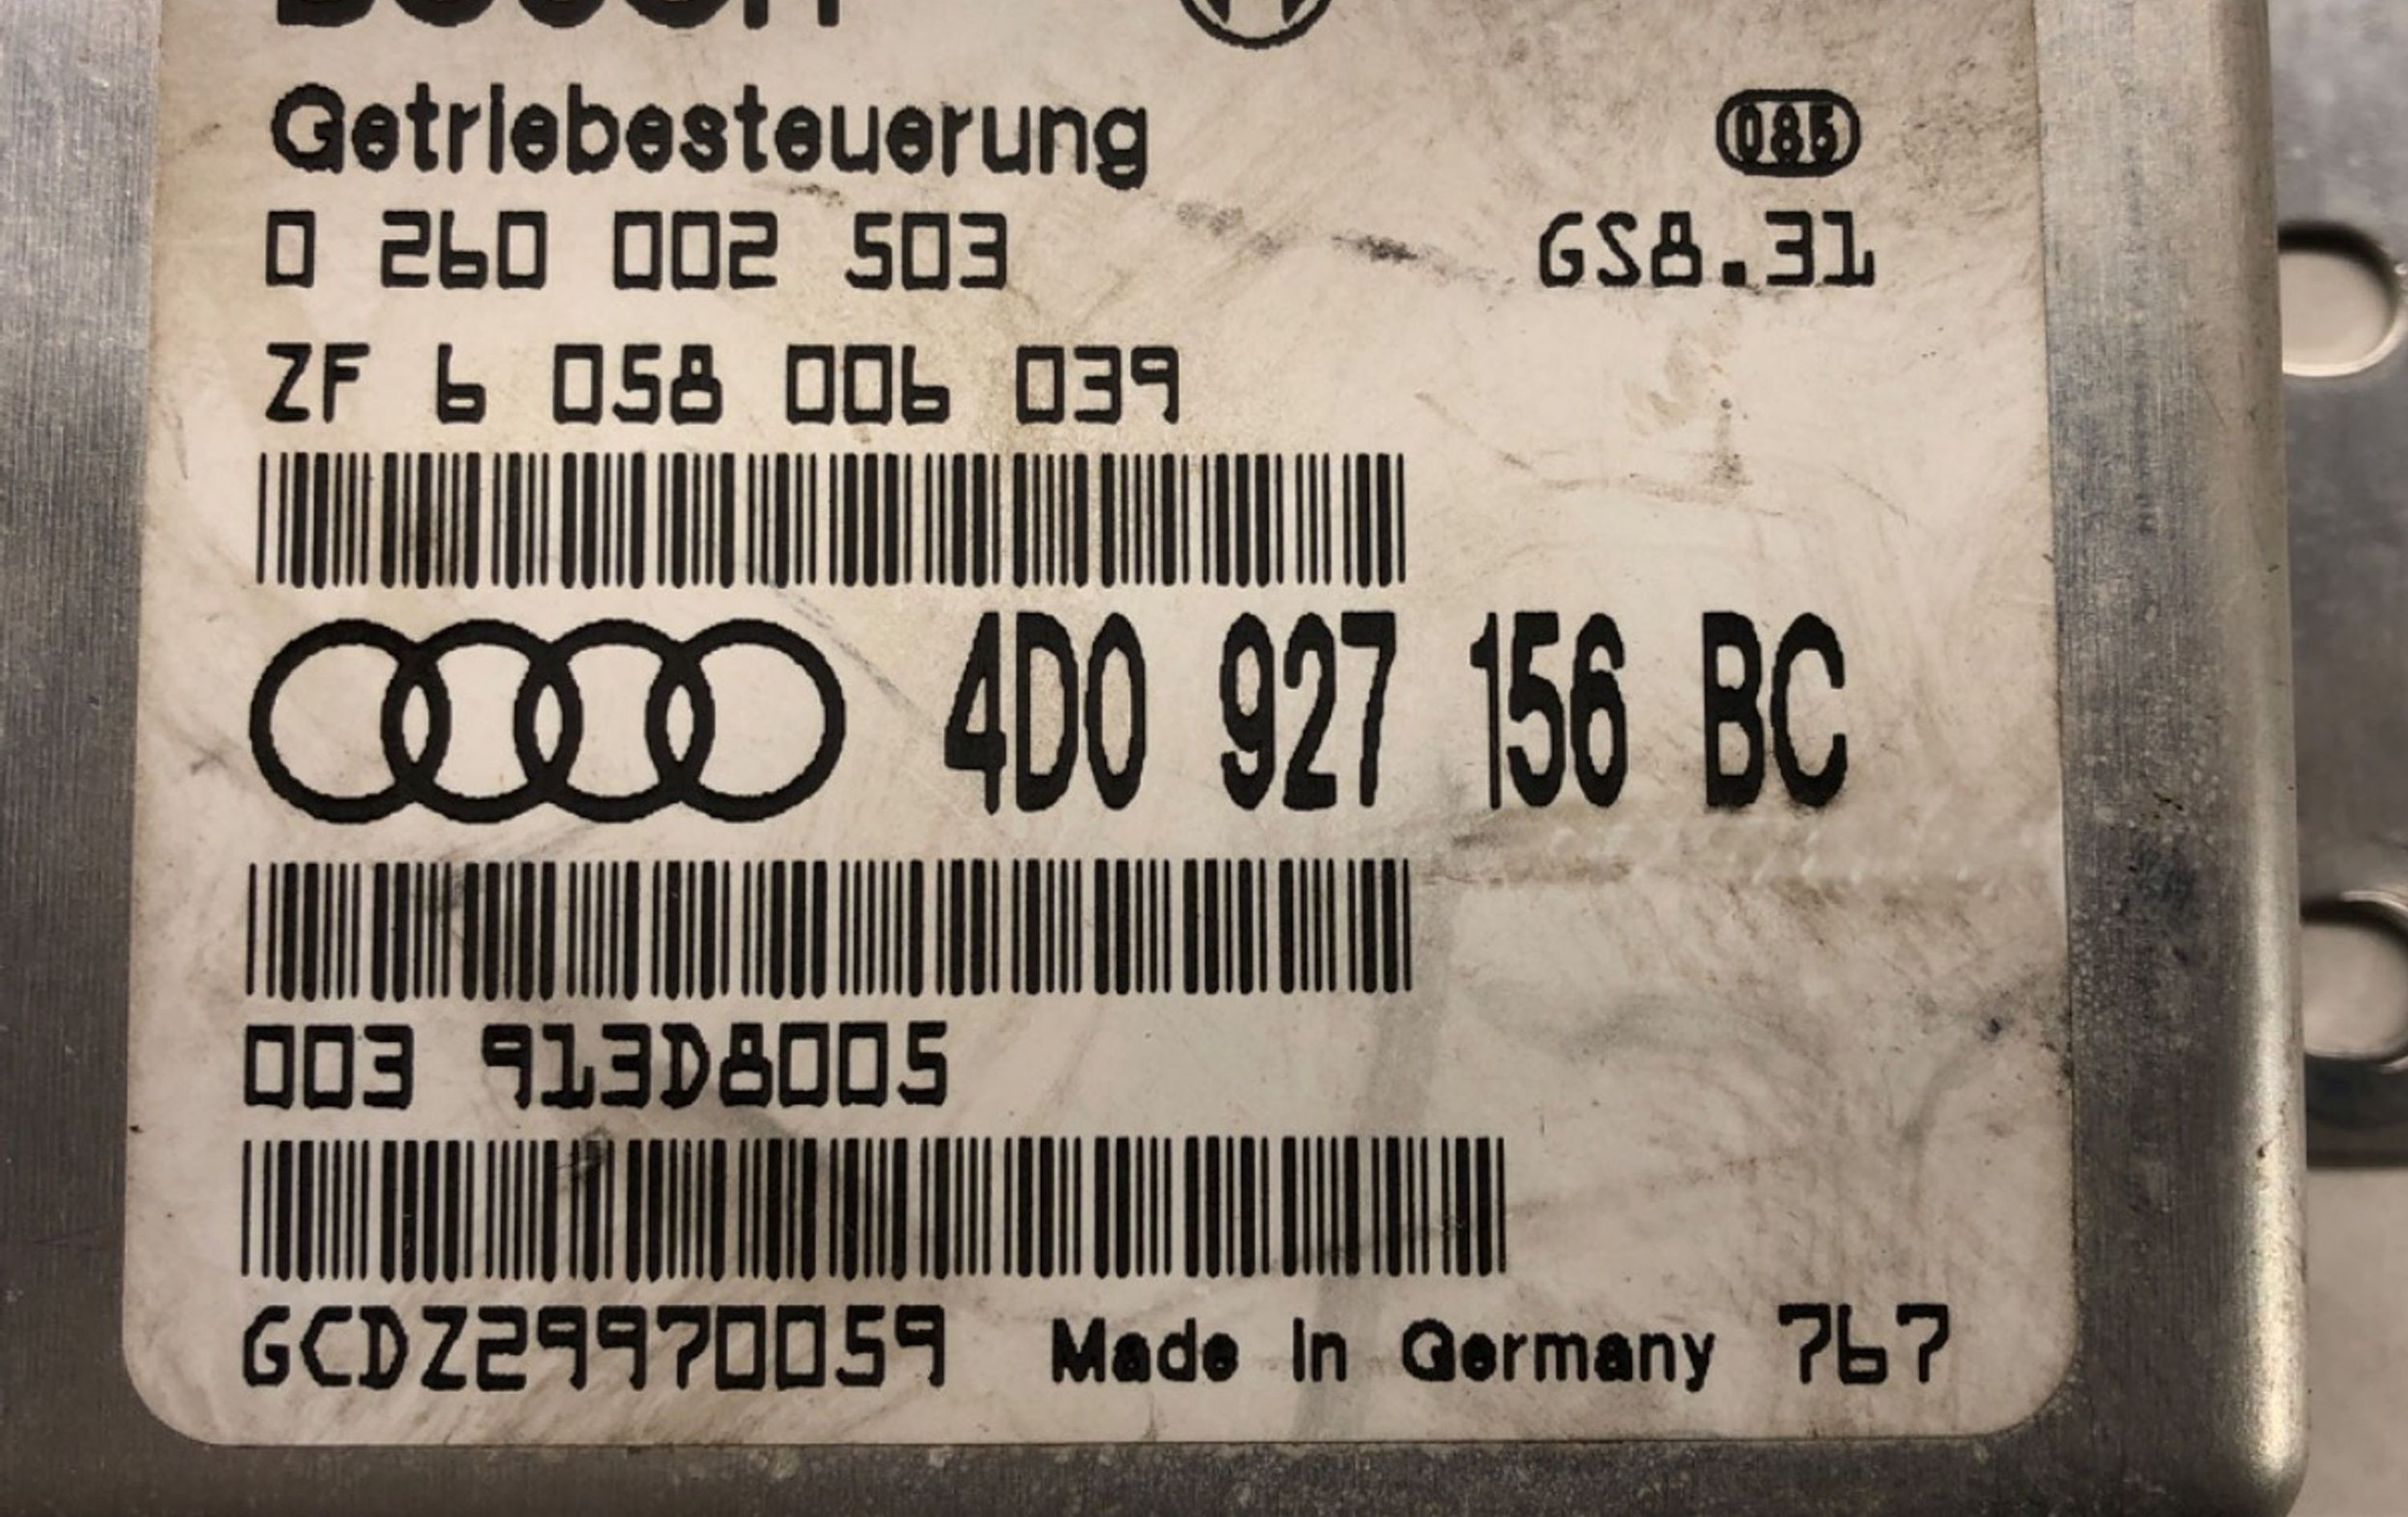 BOSCH
Getriebesteuerung 085
0 260 002 503 GS8.31
ZF 6 058 006 039
4D0 927 156 BC
003 913D8005
GCDZ29970059 Made in Germany 767